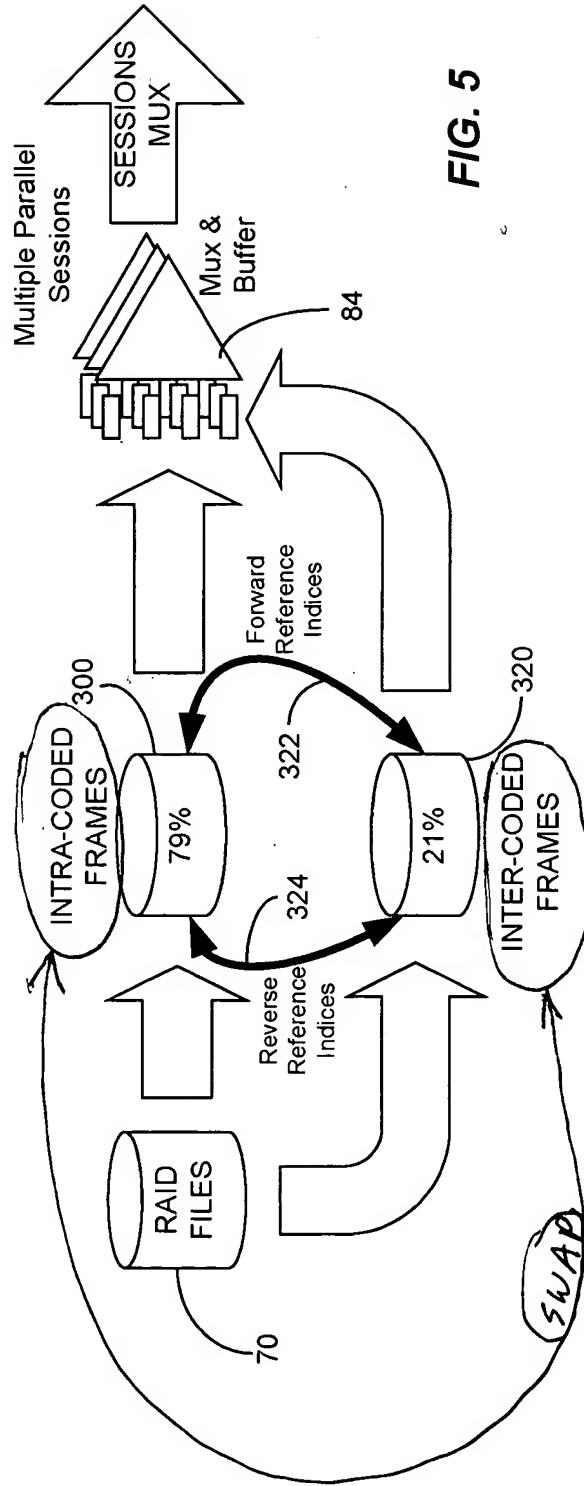 Multiple Parallel
Sessions
SESSIONS
MUX
Mux &
Buffer
84
FIG. 5
INTRA-CODED
FRAMES
300
79%
Forward
Reference
Indices
322
324
Reverse
Reference
Indices
320
21%
INTER-CODED
FRAMES
RAID
FILES
70
SWAP